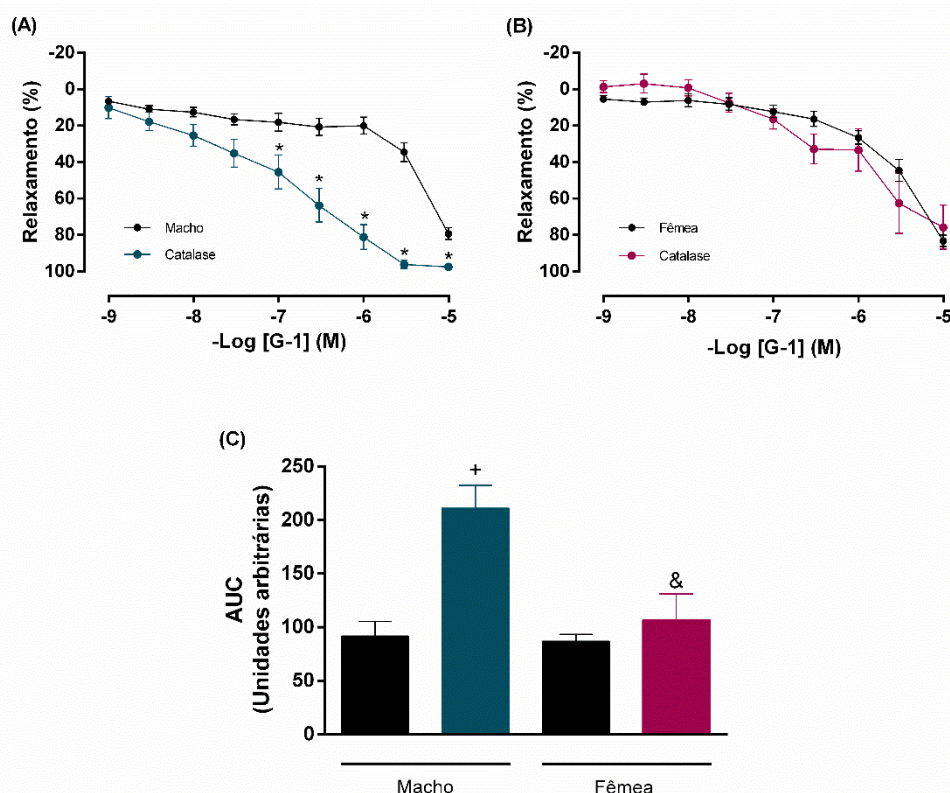 (A)
-20
0
20
40
60
80
100
Relaxamento (%)
*
*
*
*
*
Macho
Catalase
-9
-8
-7
-6
-5
-Log [G-1] (M)
(B)
-20
0
20
40
60
80
100
Relaxamento (%)
Fêmea
Catalase
-9
-8
-7
-6
-5
-Log [G-1] (M)
(C)
250
200
150
100
50
0
AUC
(Unidades arbitrárias)
+
&
Macho
Fêmea